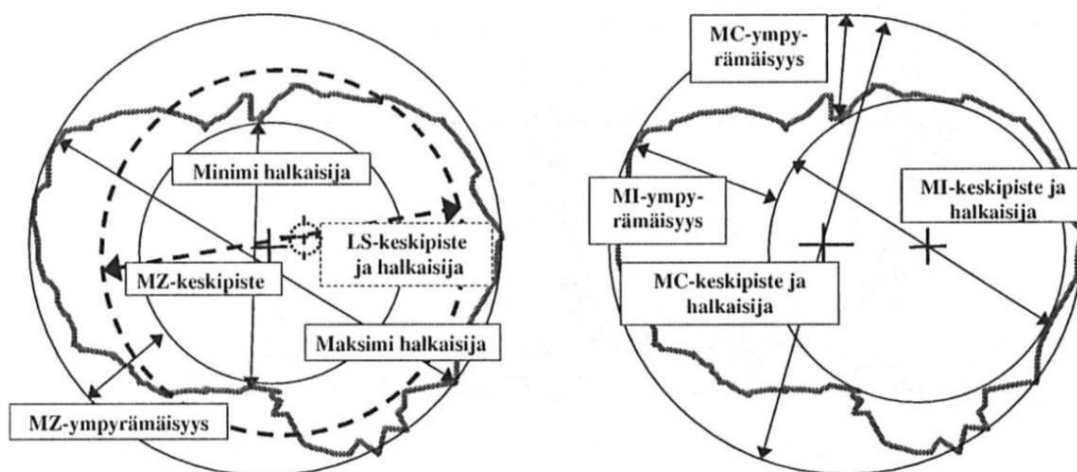 Minimi halkaisija
LS-keskipiste
ja halkaisija
MZ-keskipiste
Maksimi halkaisija
MZ-ympyrämäisyys
MC-ympy-
rämäisyys
MI-ympy-
rämäisyys
MI-keskipiste ja
halkaisija
MC-keskipiste ja
halkaisija